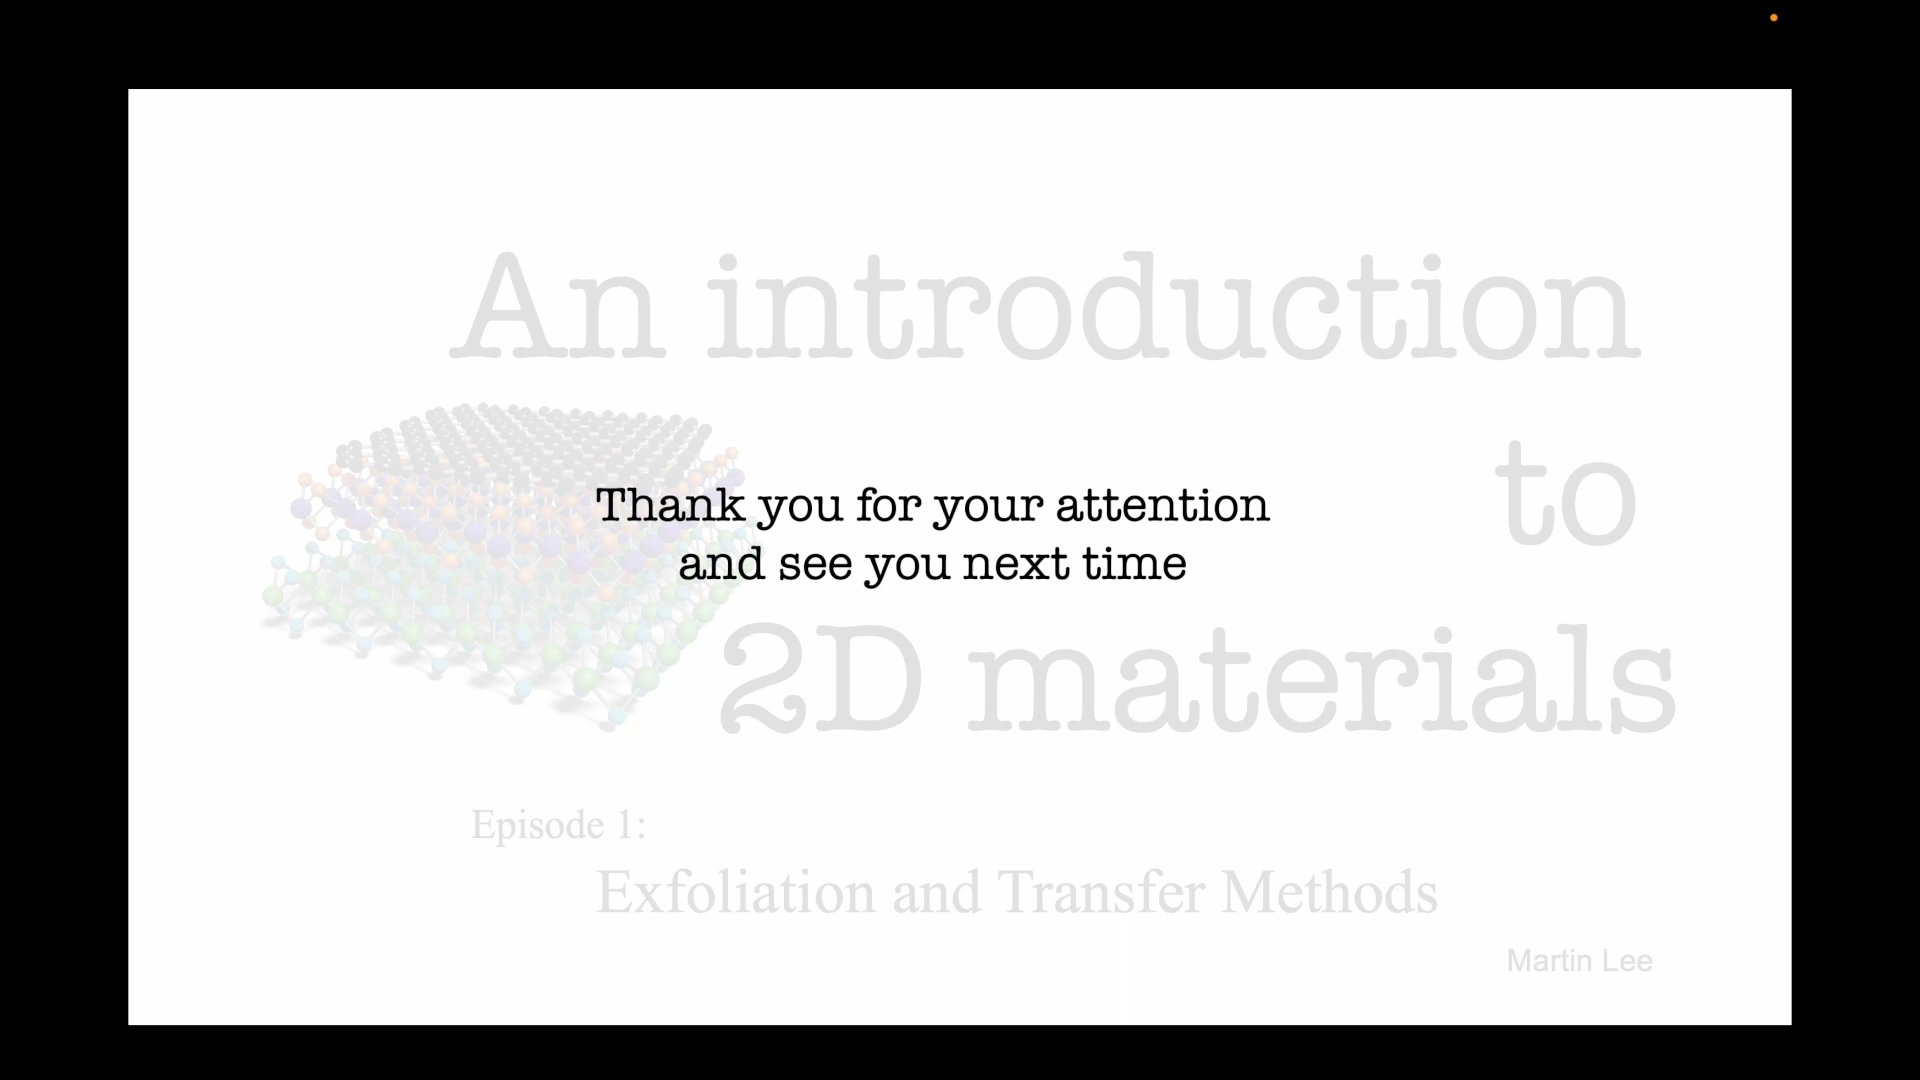 An introduction
to
Thank you for your attention
and see you next time
2D materials
Episode 1:
Exfoliation and Transfer Methods
Martin Lee